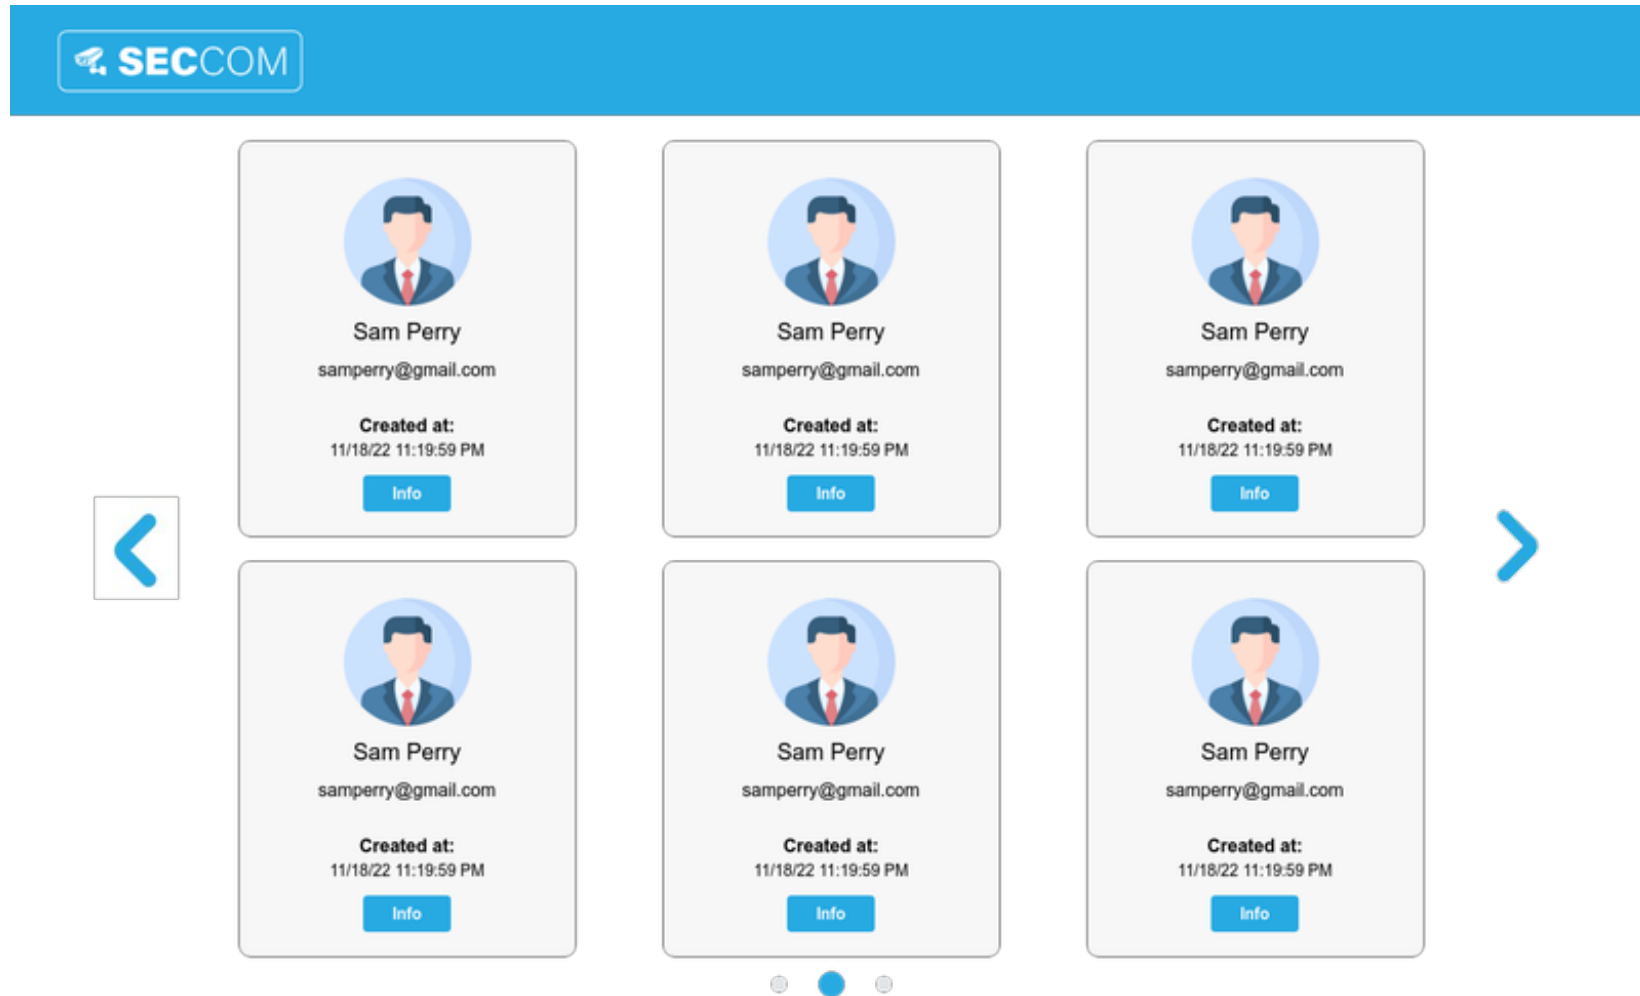 SECCOM
Sam Perry
samperry@gmail.com
Created at:
11/18/22 11:19:59 PM
Info
Sam Perry
samperry@gmail.com
Created at:
11/18/22 11:19:59 PM
Info
Sam Perry
samperry@gmail.com
Created at:
11/18/22 11:19:59 PM
Info
Sam Perry
samperry@gmail.com
Created at:
11/18/22 11:19:59 PM
Info
Sam Perry
samperry@gmail.com
Created at:
11/18/22 11:19:59 PM
Info
Sam Perry
samperry@gmail.com
Created at:
11/18/22 11:19:59 PM
Info